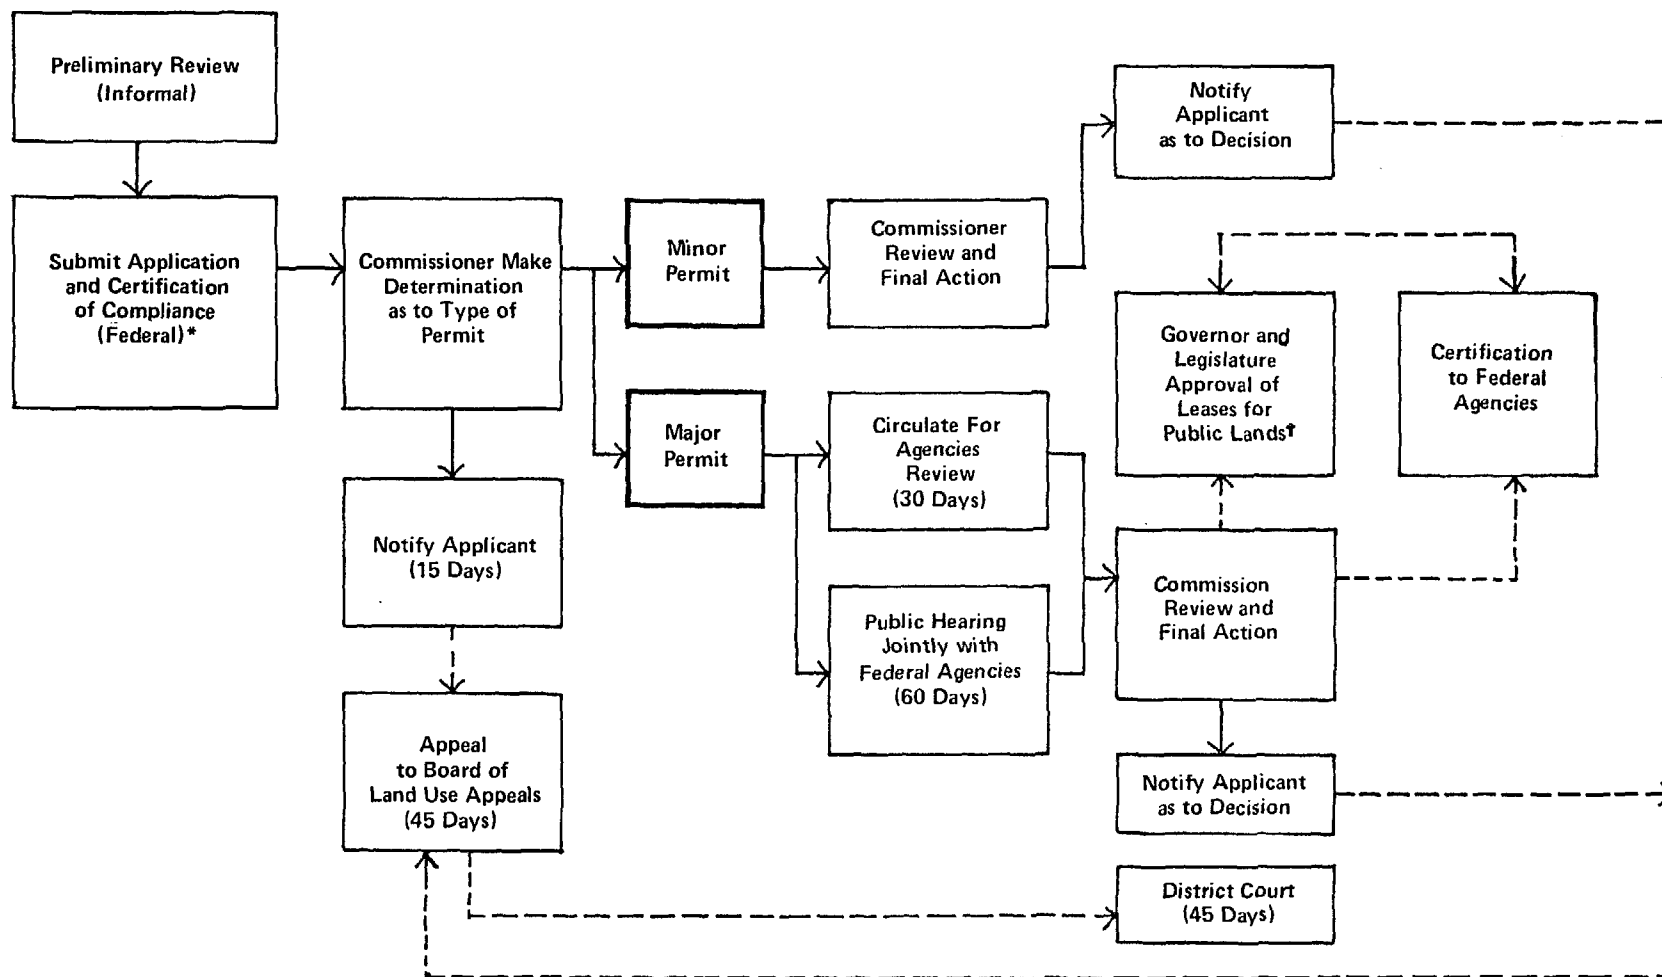 Preliminary Review
(Informal)
Submit Application
and Certification
of Compliance
(Federal)*
Commissioner Make
Determination
as to Type of
Permit
Notify Applicant
(15 Days)
Appeal
to Board of
Land Use Appeals
(45 Days)
Minor
Permit
Major
Permit
Commissioner
Review and
Final Action
Circulate For
Agencies
Review
(30 Days)
Public Hearing
Jointly with
Federal Agencies
(60 Days)
Notify
Applicant
as to Decision
Governor and
Legislature
Approval of
Leases for
Public Lands†
Certification
to Federal
Agencies
Commission
Review and
Final Action
Notify Applicant
as to Decision
District Court
(45 Days)